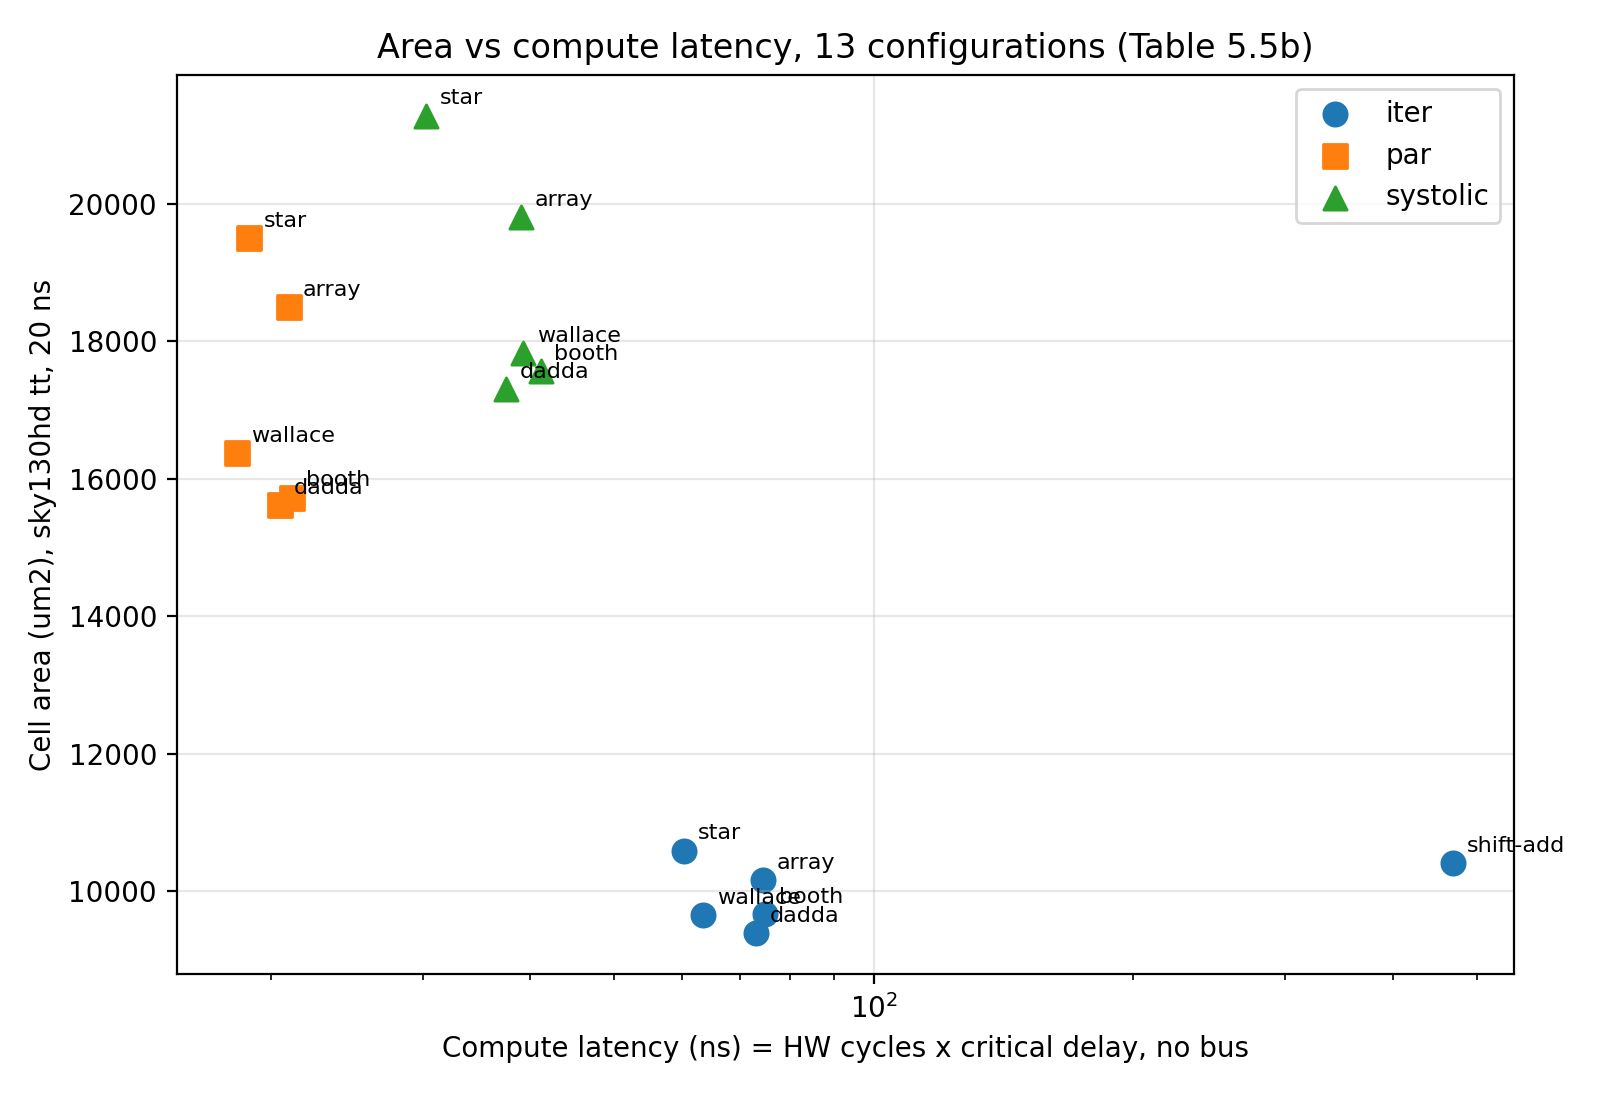 Area vs compute latency, 13 configurations (Table 5.5b)
iter
par
systolic
star
array
wallace
booth
dadda
star
array
wallace
booth
dadda
star
array
wallace
booth
dadda
shift-add
20000
18000
16000
14000
12000
10000
Cell area (um2), sky130hd tt, 20 ns
10²
Compute latency (ns) = HW cycles x critical delay, no bus